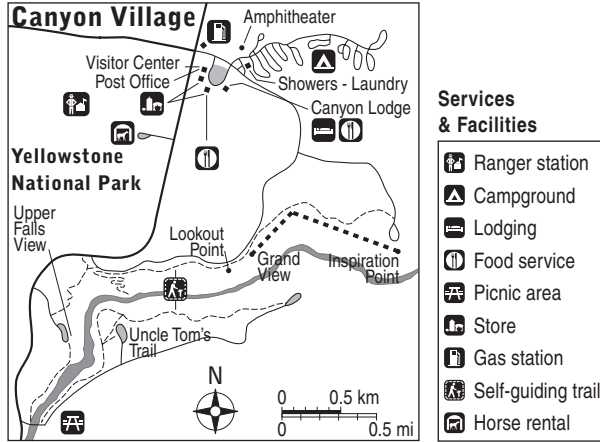 Canyon Village
Amphitheater
Visitor Center
Post Office
Showers - Laundry
Canyon Lodge
Yellowstone
National Park
Upper
Falls
View
Lookout
Point
Grand
View
Inspiration
Point
Uncle Tom's
Trail
N
0 0.5 km
0 0.5 mi
Services
& Facilities
Ranger station
Campground
Lodging
Food service
Picnic area
Store
Gas station
Self-guiding trail
Horse rental